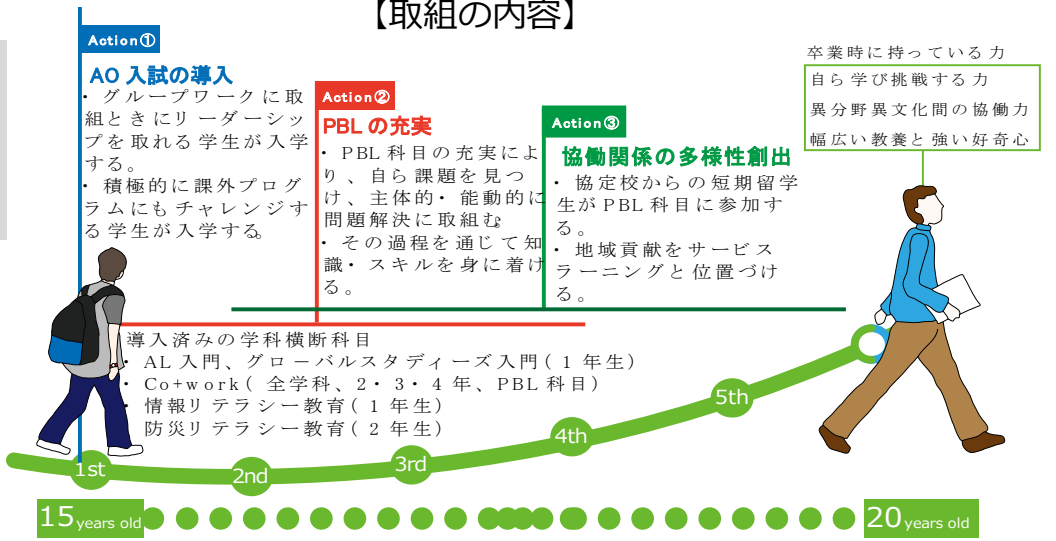 【取組の内容】
Action①
AO 入試の導入
・ グループワークに取
組ときにリーダーシッ
プを取れる学生が入学
する。
・ 積極的に課外プログ
ラムにもチャレンジす
る学生が入学する。
Action②
PBL の充実
・ PBL 科目の充実によ
り、自ら課題を見つ
け、主体的・能動的に
問題解決に取組む
・ その過程を通じて知
識・スキルを身に着け
る。
Action③
協働関係の多様性創出
・ 協定校からの短期留学
生が PBL 科目に参加す
る。
・ 地域貢献をサービス
ラーニングと位置づけ
る。
卒業時に持っている力
自ら学び挑戦する力
異分野異文化間の協働力
幅広い教養と強い好奇心
導入済みの学科横断科目
・ AL 入門、グローバルスタディーズ入門(1 年生)
・ Co+work(全学科、2・3・4 年、PBL 科目)
・ 情報リテラシー教育(1 年生)
防災リテラシー教育(2 年生)
1st
2nd
3rd
4th
5th
15 years old
20 years old